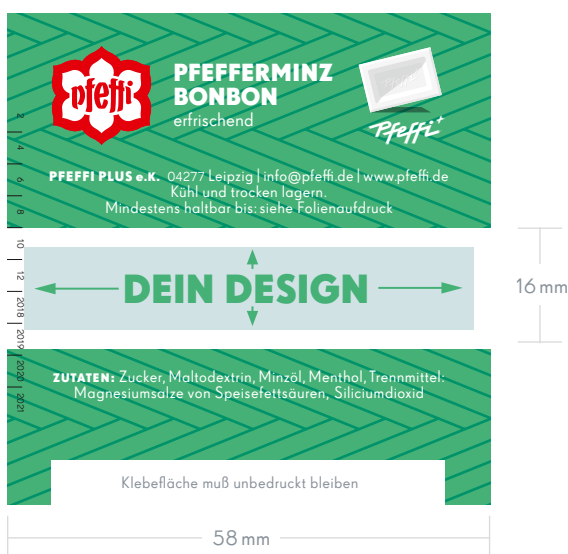 pfeffi
PFEFFERMINZ
BONBON
erfrischend
Pfeffi+
PFEFFI PLUS e.K. 04277 Leipzig | info@pfeffi.de | www.pfeffi.de
Kühl und trocken lagern.
Mindestens haltbar bis: siehe Folienaufdruck
2
4
6
8
10
12
2018
2019
2020
2021
DEIN DESIGN
16 mm
ZUTATEN: Zucker, Maltodextrin, Minzöl, Menthol, Trennmittel:
Magnesiumsalze von Speisefettsäuren, Siliciumdioxid
Klebefläche muß unbedruckt bleiben
58 mm